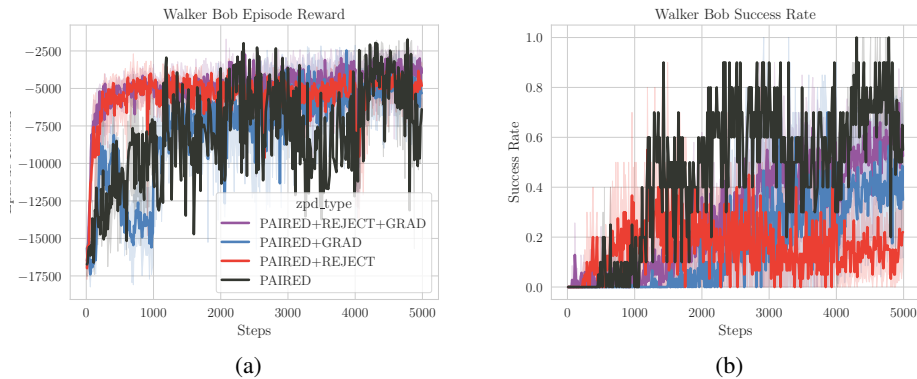 Walker Bob Episode Reward
−2500
−5000
−7500
−10000
−12500
−15000
−17500
zpd_type
PAIRED+REJECT+GRAD
PAIRED+GRAD
PAIRED+REJECT
PAIRED
0 1000 2000 3000 4000 5000
Steps
(a)
Walker Bob Success Rate
Success Rate
1.0
0.8
0.6
0.4
0.2
0.0
0 1000 2000 3000 4000 5000
Steps
(b)